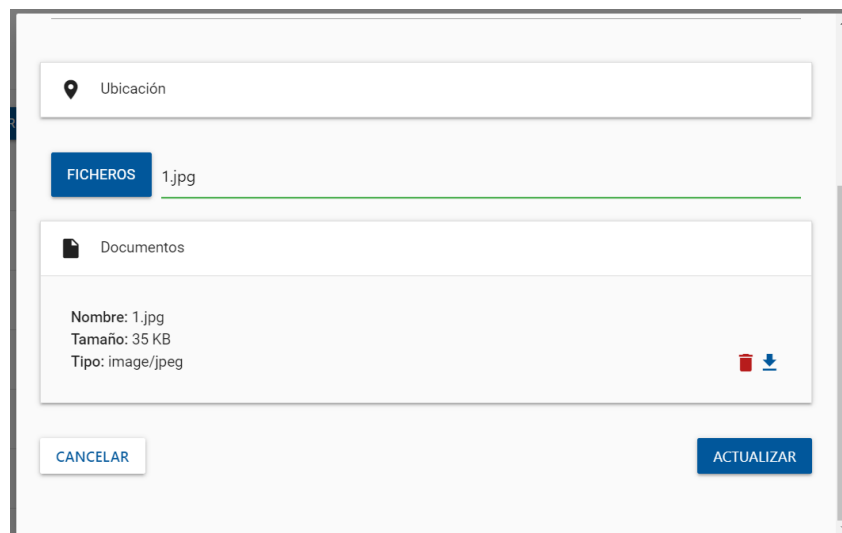 Ubicación
FICHEROS 1.jpg
Documentos
Nombre: 1.jpg
Tamaño: 35 KB
Tipo: image/jpeg
CANCELAR ACTUALIZAR